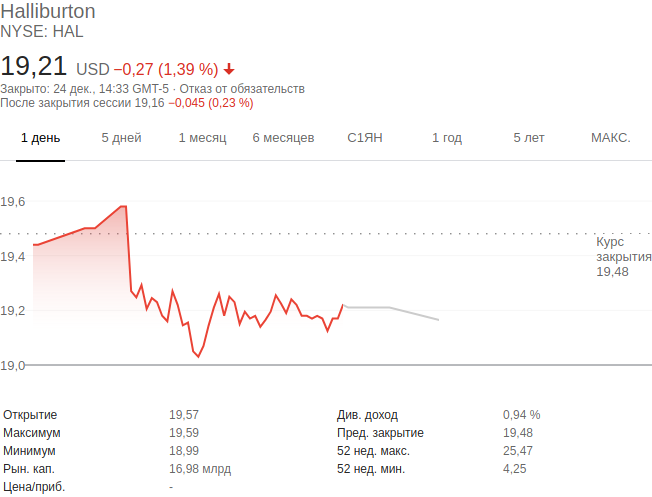 Halliburton
NYSE: HAL
19,21 USD −0,27 (1,39 %)
Закрыто: 24 дек., 14:33 GMT-5 · Отказ от обязательств
После закрытия сессии 19,16 −0,045 (0,23 %)
1 день 5 дней 1 месяц 6 месяцев С1ЯН 1 год 5 лет МАКС.
19,6
Курс
закрытия
19,48
19,4
19,2
19,0
Открытие 19,57 Див. доход 0,94 %
Максимум 19,59 Пред. закрытие 19,48
Минимум 18,99 52 нед. макс. 25,47
Рын. кап. 16,98 млрд 52 нед. мин. 4,25
Цена/приб. -